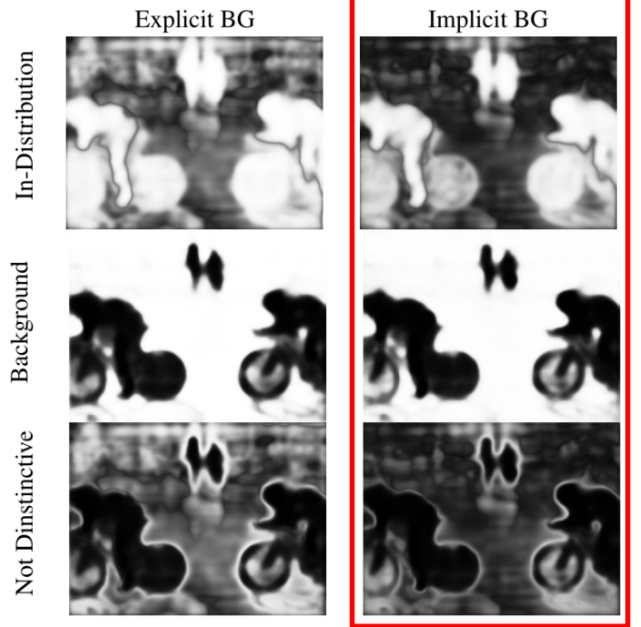 Explicit BG
Implicit BG
In-Distribution
Background
Not Dinstinctive